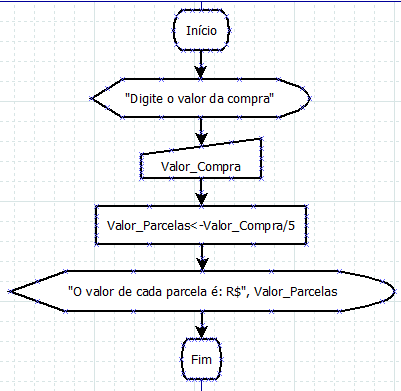 Início
"Digite o valor da compra"
Valor_Compra
Valor_Parcelas<-Valor_Compra/5
"O valor de cada parcela é: R$", Valor_Parcelas
Fim